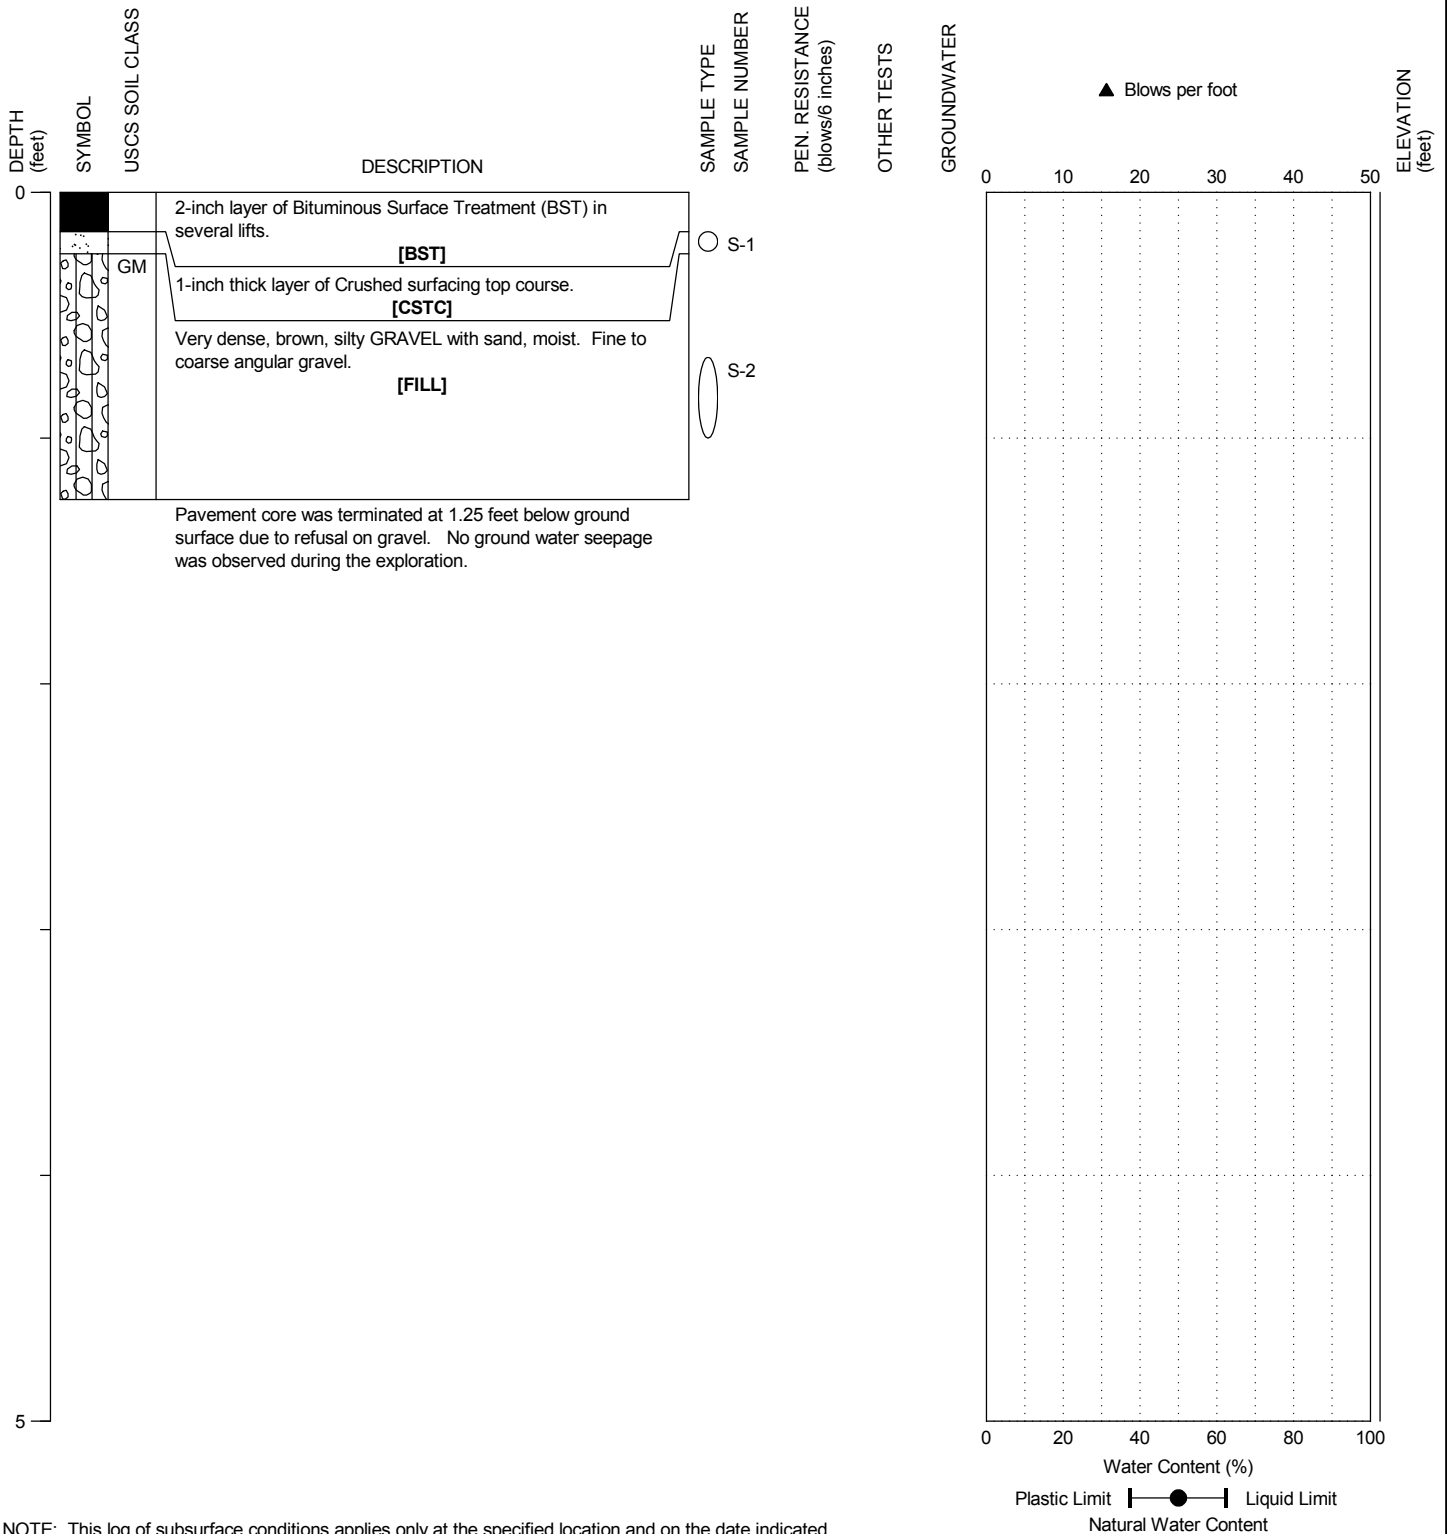 DEPTH
(feet)
SYMBOL
USCS SOIL CLASS
DESCRIPTION
SAMPLE TYPE
SAMPLE NUMBER
PEN. RESISTANCE
(blows/6 inches)
OTHER TESTS
GROUNDWATER
▲ Blows per foot
ELEVATION
(feet)
0 10 20 30 40 50
0
2-inch layer of Bituminous Surface Treatment (BST) in
several lifts.
[BST]
S-1
GM
1-inch thick layer of Crushed surfacing top course.
[CSTC]
Very dense, brown, silty GRAVEL with sand, moist. Fine to
coarse angular gravel.
[FILL]
S-2
Pavement core was terminated at 1.25 feet below ground
surface due to refusal on gravel. No ground water seepage
was observed during the exploration.
5
0 20 40 60 80 100
Water Content (%)
Plastic Limit Liquid Limit
Natural Water Content
NOTE: This log of subsurface conditions applies only at the specified location and on the date indicated